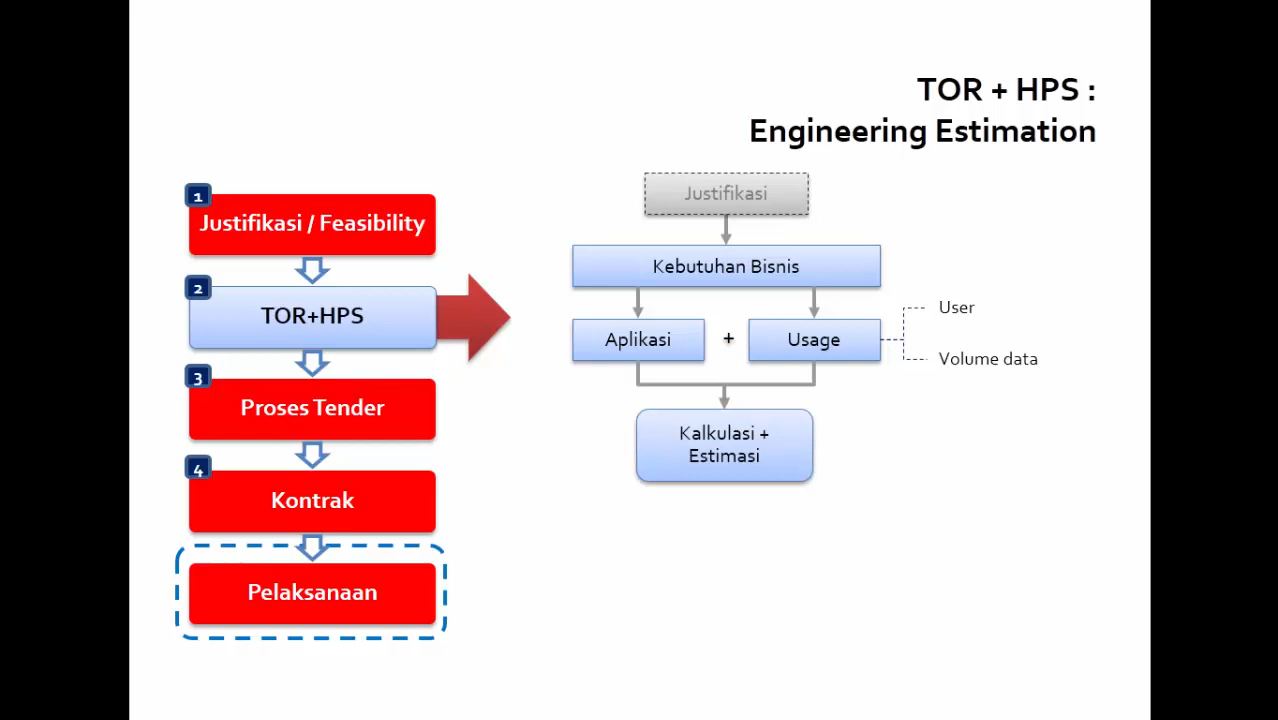 TOR + HPS :
Engineering Estimation
1
Justifikasi / Feasibility
2
TOR+HPS
3
Proses Tender
4
Kontrak
Pelaksanaan
Justifikasi
Kebutuhan Bisnis
Aplikasi
+
Usage
User
Volume data
Kalkulasi +
Estimasi